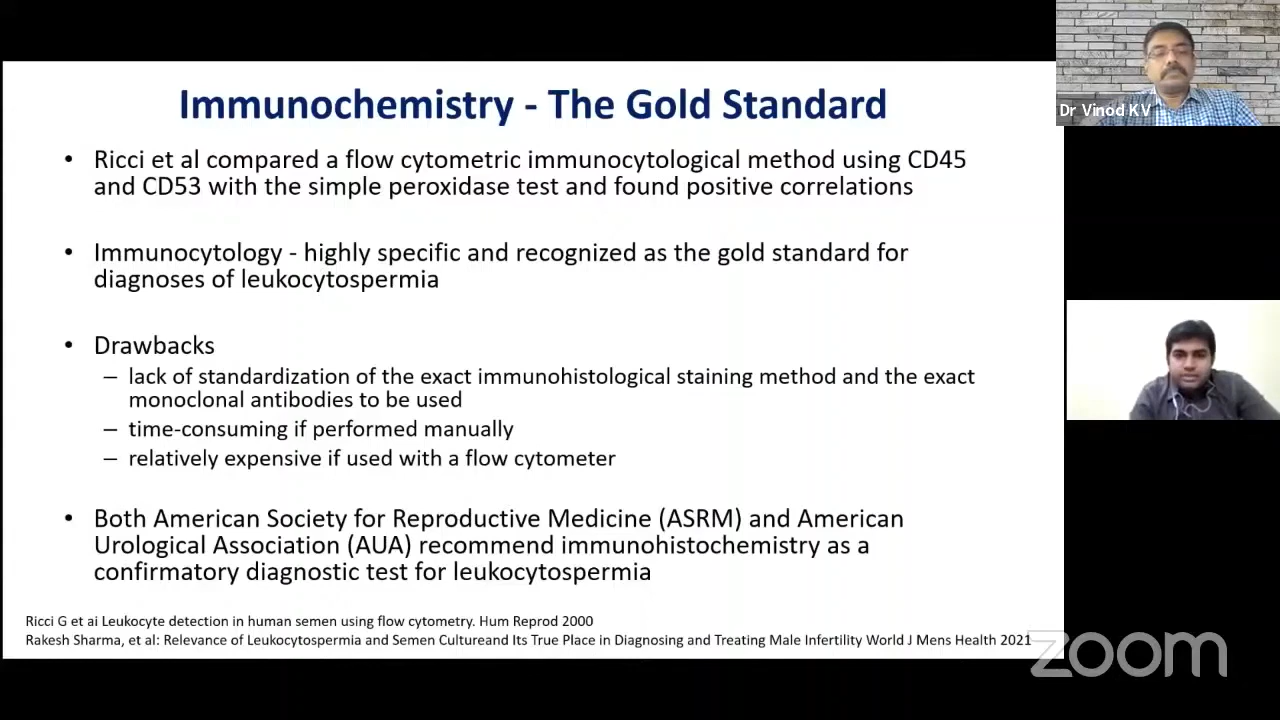 Immunochemistry - The Gold Standard
• Ricci et al compared a flow cytometric immunocytological method using CD45
and CD53 with the simple peroxidase test and found positive correlations
• Immunocytology - highly specific and recognized as the gold standard for
diagnoses of leukocytospermia
• Drawbacks
– lack of standardization of the exact immunohistological staining method and the exact
monoclonal antibodies to be used
– time-consuming if performed manually
– relatively expensive if used with a flow cytometer
• Both American Society for Reproductive Medicine (ASRM) and American
Urological Association (AUA) recommend immunohistochemistry as a
confirmatory diagnostic test for leukocytospermia
Ricci G et ai Leukocyte detection in human semen using flow cytometry. Hum Reprod 2000
Rakesh Sharma, et al: Relevance of Leukocytospermia and Semen Cultureand Its True Place in Diagnosing and Treating Male Infertility World J Mens Health 2021
Dr Vinod KV
zoom